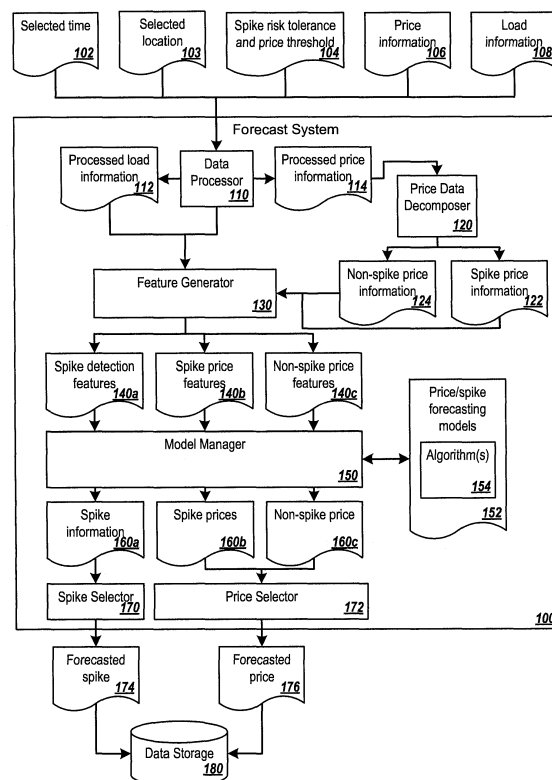 Selected time
102
Selected location
103
Spike risk tolerance and price threshold
104
Price information
106
Load information
108
Forecast System
Processed load information
112
Data Processor
110
Processed price information
114
Price Data Decomposer
120
Feature Generator
130
Non-spike price information
124
Spike price information
122
Spike detection features
140a
Spike price features
140b
Non-spike price features
140c
Model Manager
150
Price/spike forecasting models
Algorithm(s)
154
152
Spike information
160a
Spike prices
160b
Non-spike price
160c
Spike Selector
170
Price Selector
172
100
Forecasted spike
174
Forecasted price
176
Data Storage
180